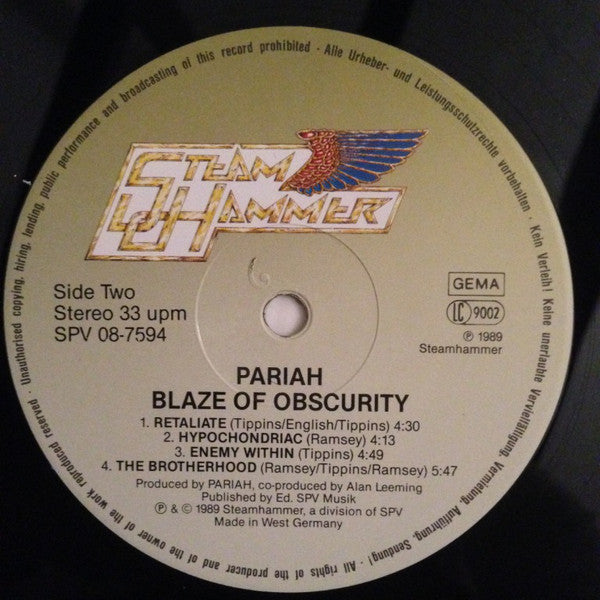 Unauthorised copying, hiring, lending, public performance and broadcasting of this record prohibited · Alle Urheber- und Leistungsschutzrechte vorbehalten · Kein Verleih! Keine unerlaubte Vervielfältigung, Vermietung, Aufführung, Sendung! · All rights of the producer and of the owner of the work reproduced reserved ·
STEAM
HAMMER
Side Two
Stereo 33 upm
SPV 08-7594
GEMA
LC 9002
℗ 1989
Steamhammer
PARIAH
BLAZE OF OBSCURITY
1. RETALIATE (Tippins/English/Tippins) 4:30
2. HYPOCHONDRIAC (Ramsey) 4:13
3. ENEMY WITHIN (Tippins) 4:49
4. THE BROTHERHOOD (Ramsey/Tippins/Ramsey) 5:47
Produced by PARIAH, co-produced by Alan Leeming
Published by Ed. SPV Musik
℗ & © 1989 Steamhammer, a division of SPV
Made in West Germany